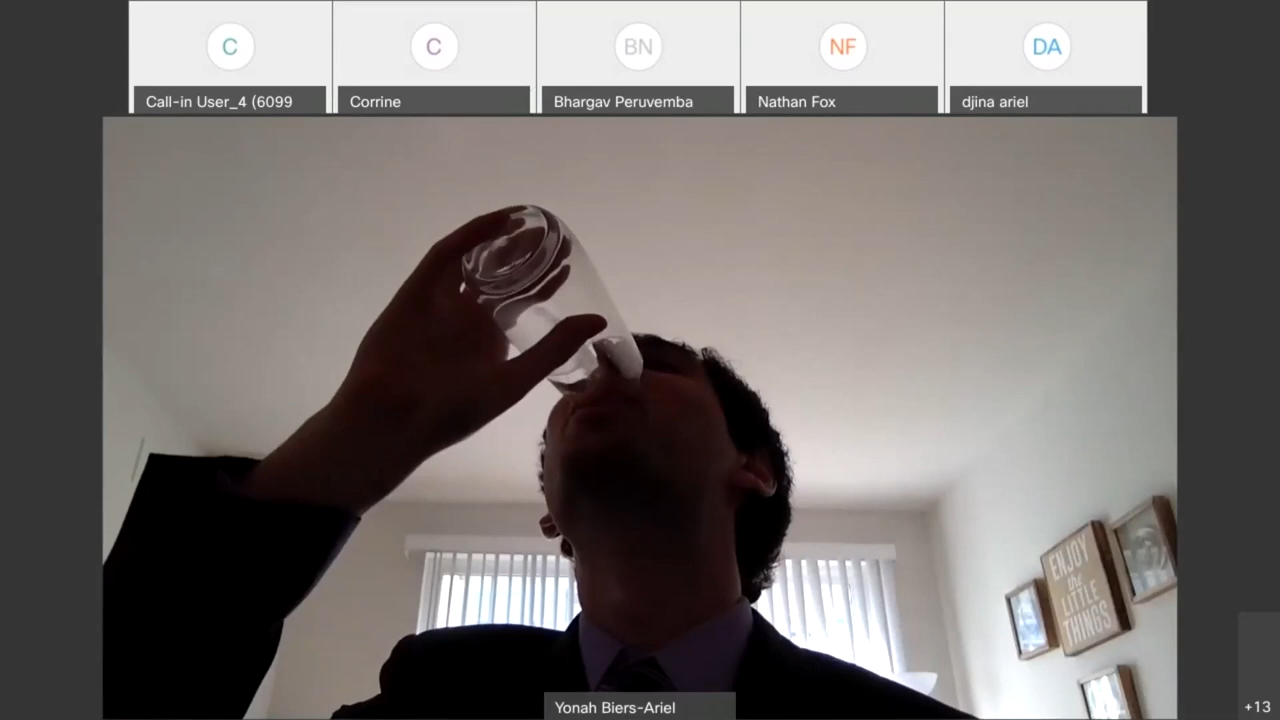 C
C
BN
NF
DA
Call-in User_4 (6099
Corrine
Bhargav Peruvemba
Nathan Fox
djina ariel
ENJOY
the
LITTLE
THINGS
Yonah Biers-Ariel
+13